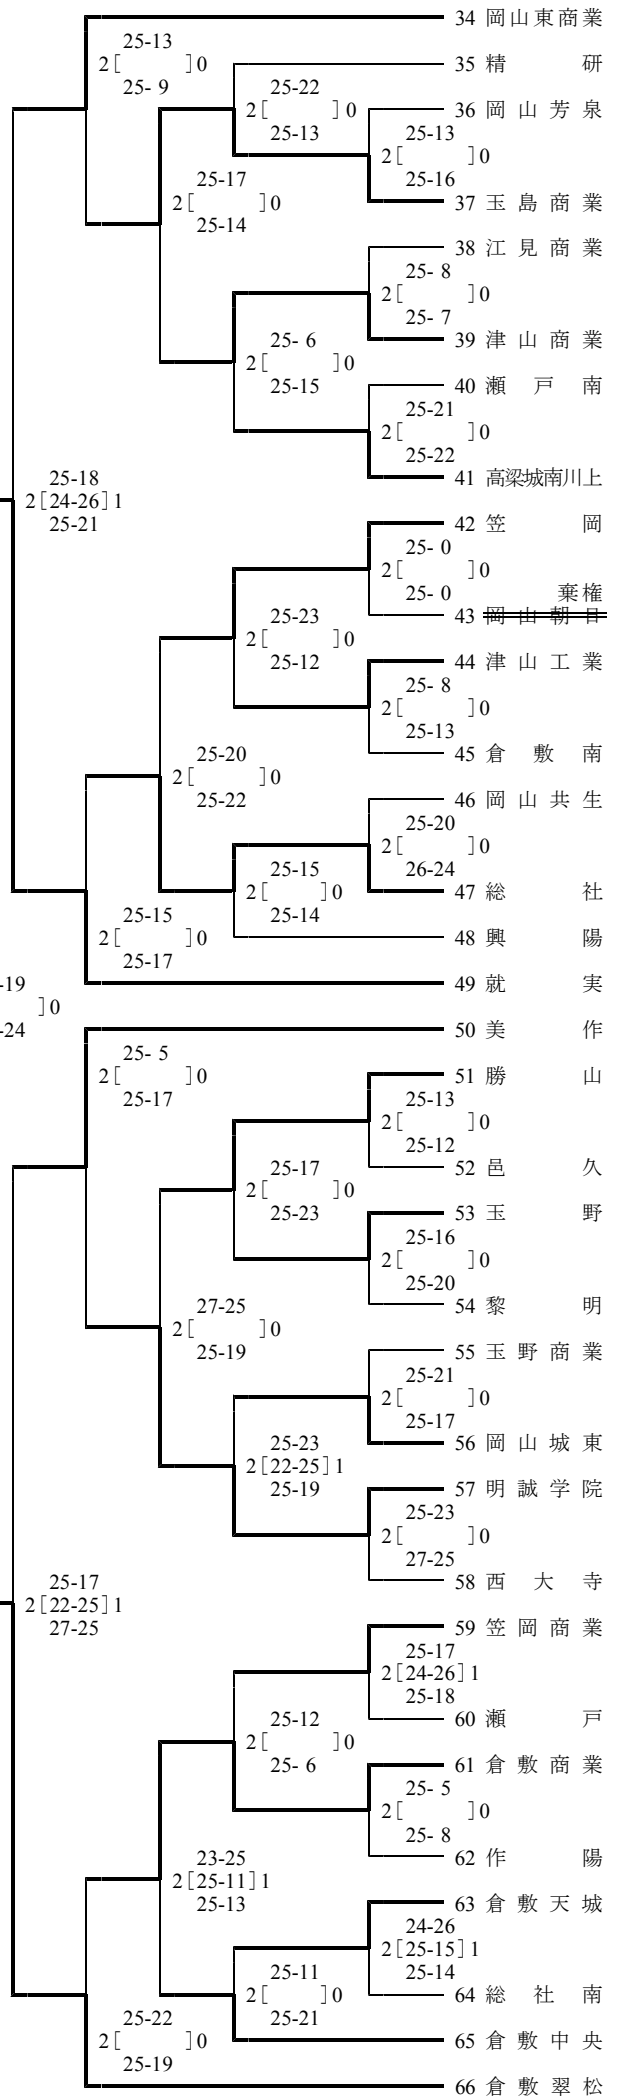 34 岡山東商業
25-13
2[ ]0
25- 9
35 精研
25-22
2[ ]0
25-13
36 岡山芳泉
25-13
2[ ]0
25-16
25-17
2[ ]0
25-14
37 玉島商業
38 江見商業
25- 8
2[ ]0
25- 7
39 津山商業
25- 6
2[ ]0
25-15
40 瀬戸南
25-21
2[ ]0
25-22
41 高梁城南川上
25-18
2[24-26]1
25-21
42 笠岡
25- 0
2[ ]0
25- 0
棄権
43 岡山朝日
25-23
2[ ]0
25-12
44 津山工業
25- 8
2[ ]0
25-13
45 倉敷南
25-20
2[ ]0
25-22
46 岡山共生
25-20
2[ ]0
26-24
47 総社
25-15
2[ ]0
25-14
48 興陽
25-15
2[ ]0
25-17
49 就実
-19
]0
-24
50 美作
25- 5
2[ ]0
25-17
51 勝山
25-13
2[ ]0
25-12
52 邑久
25-17
2[ ]0
25-23
53 玉野
25-16
2[ ]0
25-20
54 黎明
27-25
2[ ]0
25-19
55 玉野商業
25-21
2[ ]0
25-17
56 岡山城東
25-23
2[22-25]1
25-19
57 明誠学院
25-23
2[ ]0
27-25
58 西大寺
25-17
2[22-25]1
27-25
59 笠岡商業
25-17
2[24-26]1
25-18
60 瀬戸
25-12
2[ ]0
25- 6
61 倉敷商業
25- 5
2[ ]0
25- 8
62 作陽
23-25
2[25-11]1
25-13
63 倉敷天城
24-26
2[25-15]1
25-14
64 総社南
25-11
2[ ]0
25-21
65 倉敷中央
25-22
2[ ]0
25-19
66 倉敷翠松